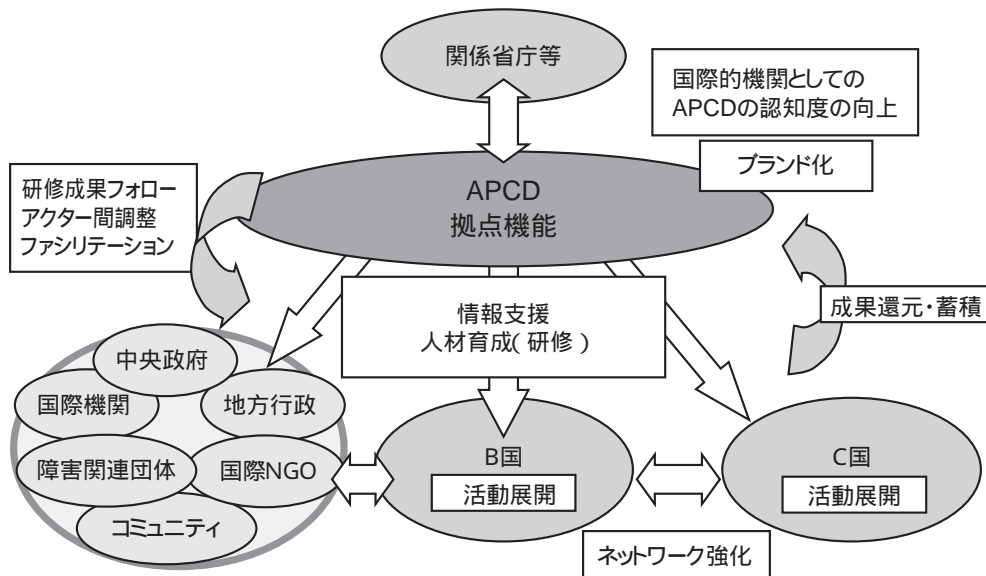 関係省庁等
国際的機関としての
APCDの認知度の向上
ブランド化
研修成果フォロー
アクター間調整
ファシリテーション
APCD
拠点機能
情報支援
人材育成(研修)
成果還元・蓄積
中央政府
国際機関
地方行政
障害関連団体
国際NGO
コミュニティ
B国
活動展開
C国
活動展開
ネットワーク強化